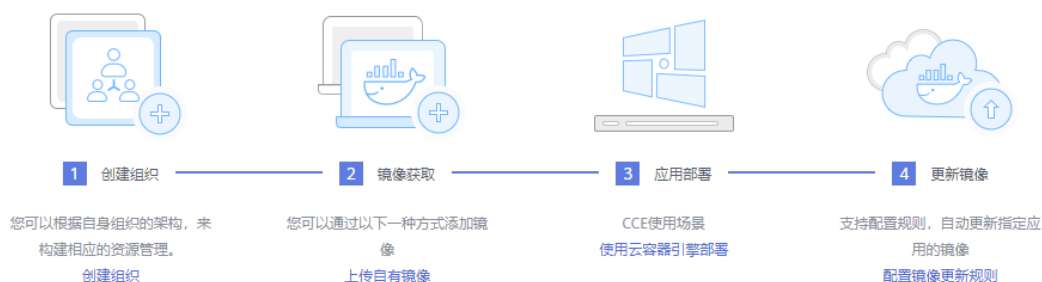 1 创建组织
2 镜像获取
3 应用部署
4 更新镜像
您可以根据自身组织的架构，来
构建相应的资源管理。
创建组织
您可以通过以下一种方式添加镜
像
上传自有镜像
CCE使用场景
使用云容器引擎部署
支持配置规则，自动更新指定应
用的镜像
配置镜像更新规则